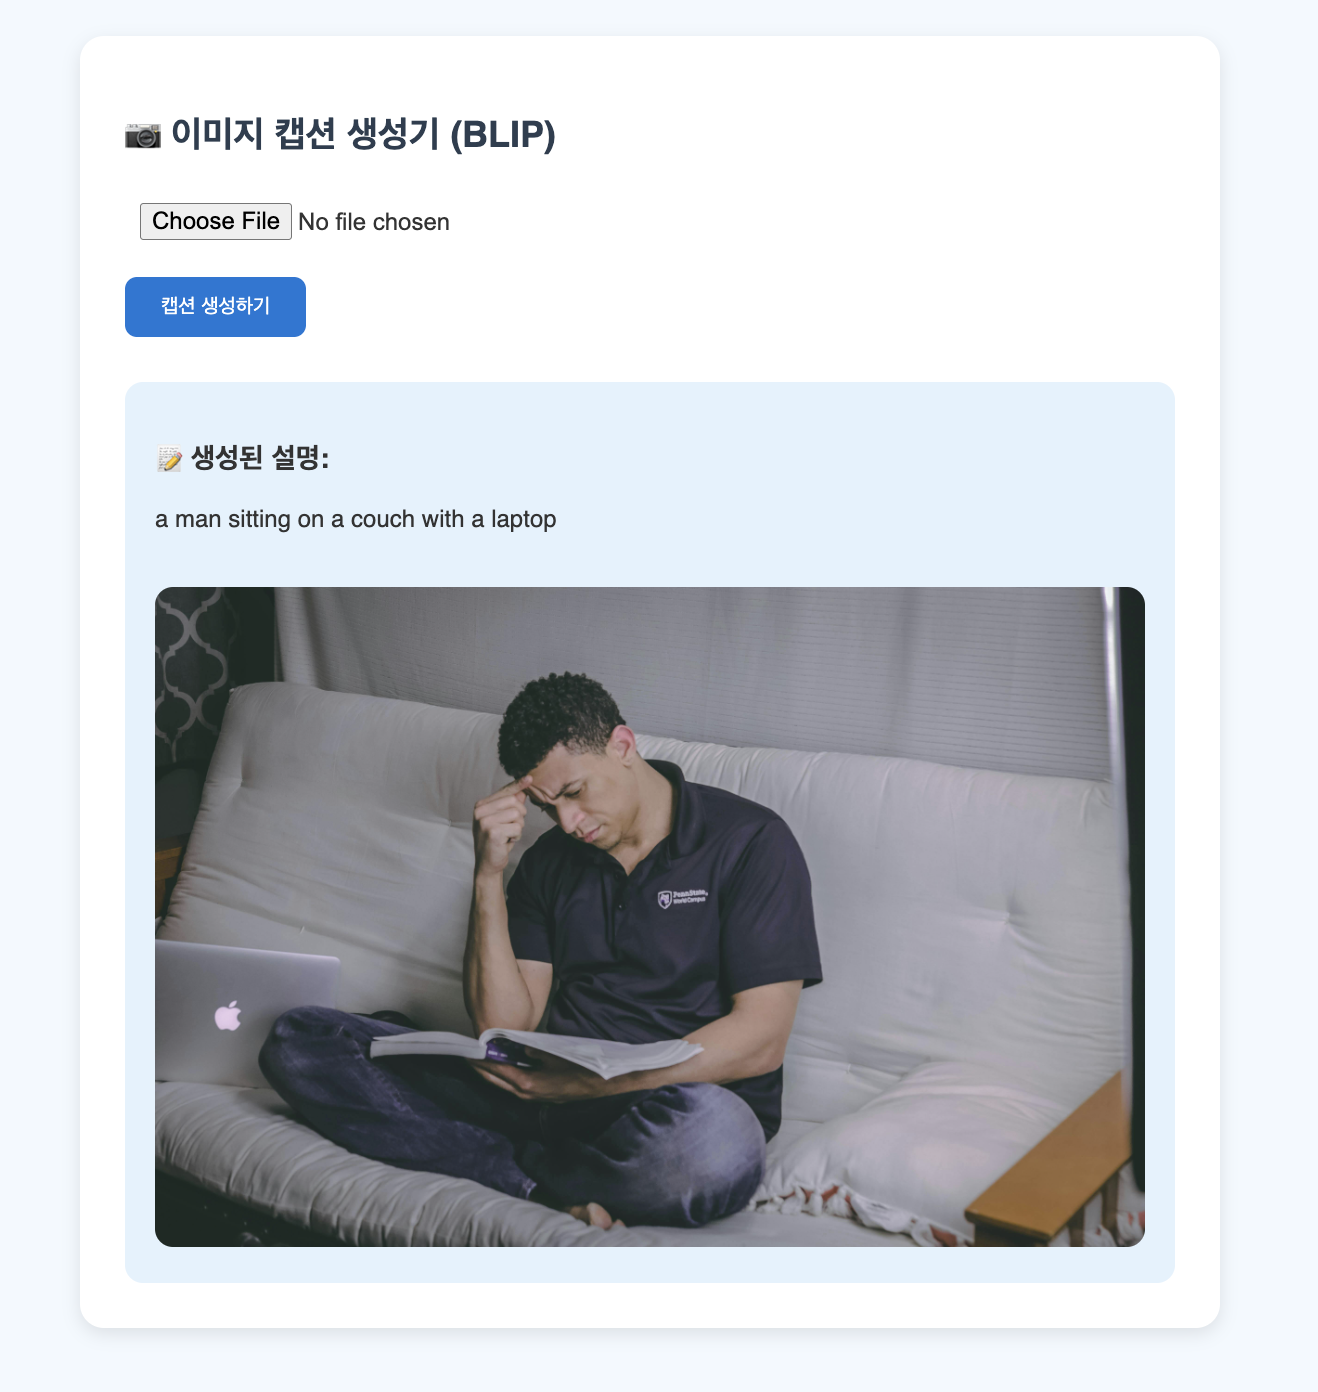 이미지 캡션 생성기 (BLIP)
Choose File No file chosen
캡션 생성하기
생성된 설명:
a man sitting on a couch with a laptop
PennState
World Campus